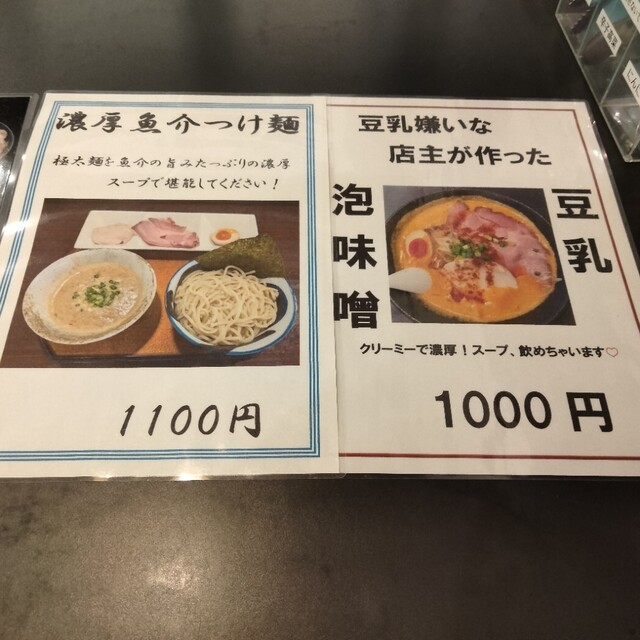 濃厚魚介つけ麺
極太麺を魚介の旨みたっぷりの濃厚
スープで堪能してください！
1100円
豆乳嫌いな
店主が作った
豆乳
泡味噌
クリーミーで濃厚！スープ、飲めちゃいます♡
1000円